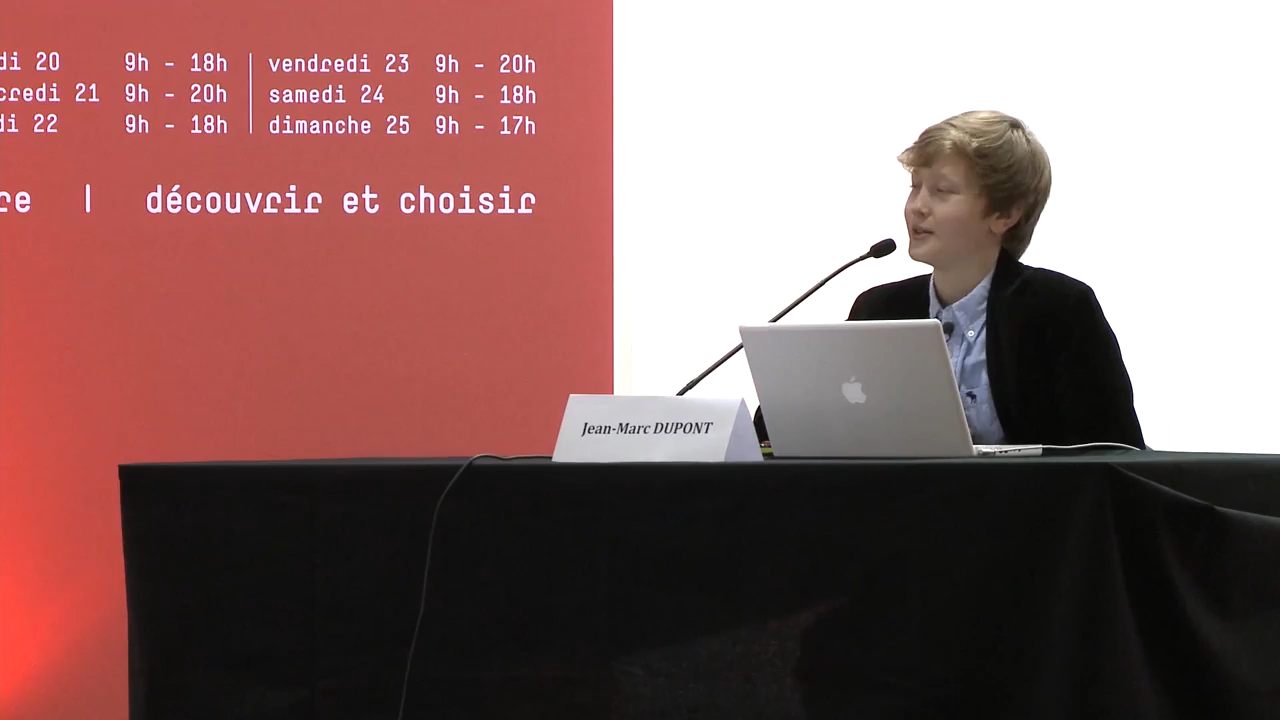 di 20 9h - 18h
credi 21 9h - 20h
di 22 9h - 18h
vendredi 23 9h - 20h
samedi 24 9h - 18h
dimanche 25 9h - 17h
re | découvrir et choisir
Jean-Marc DUPONT